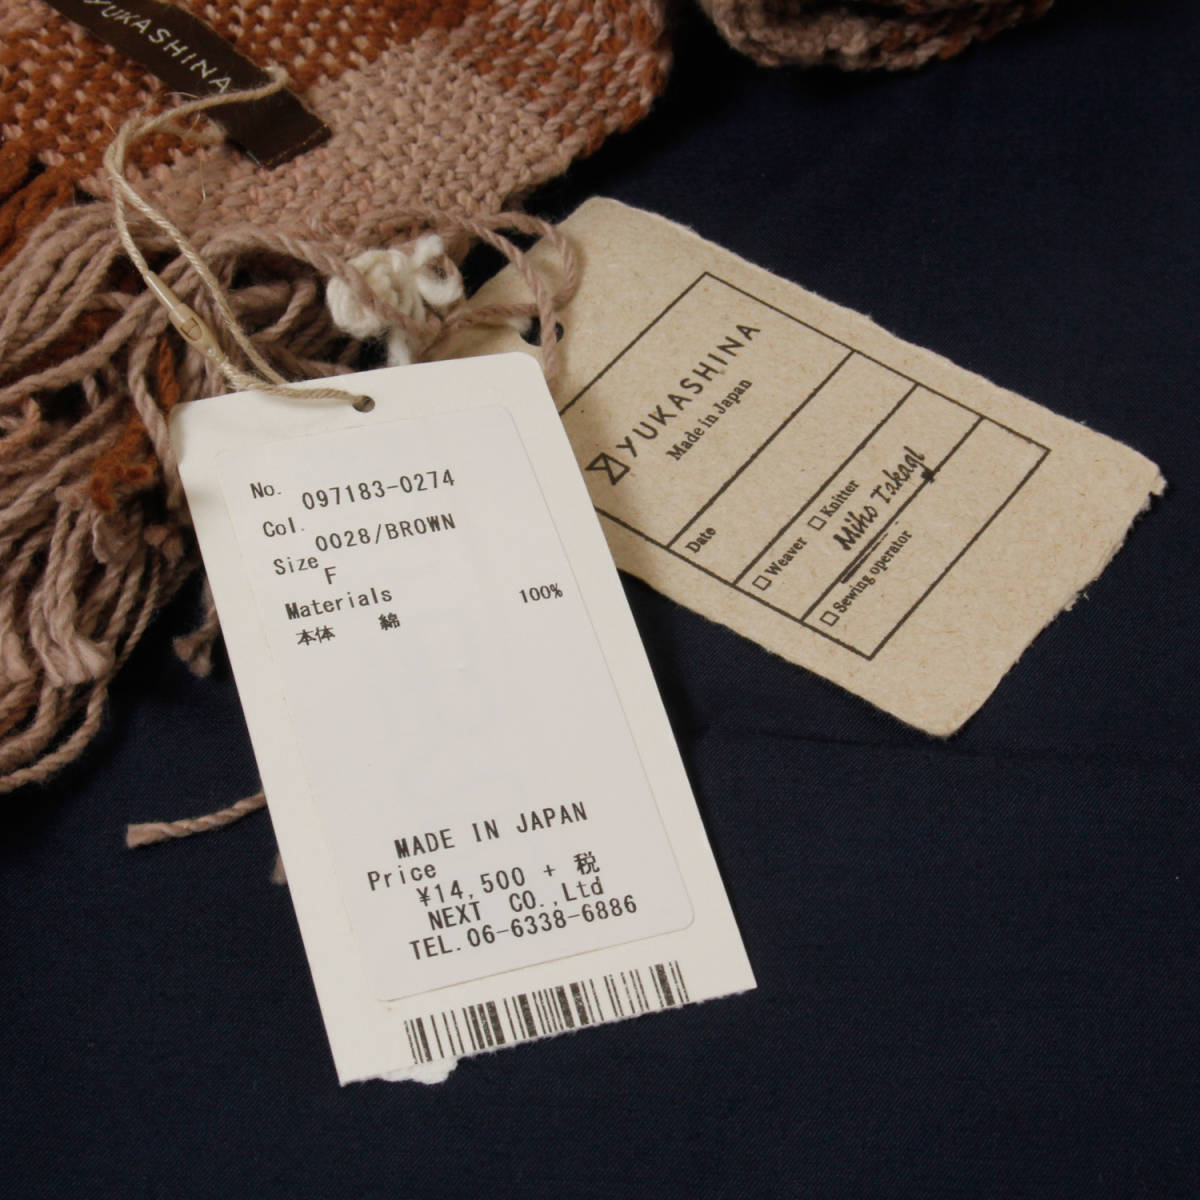 YUKASHINA
No. 097183-0274
Col. 0028/BROWN
Size F
Materials
本体 綿 100%
MADE IN JAPAN
Price
¥14,500 + 税
NEXT CO.,Ltd
TEL. 06-6338-6886
YUKASHINA
Made in Japan
Date
□ Weaver □ Knitter
Miho Takagi
□ Sewing operator